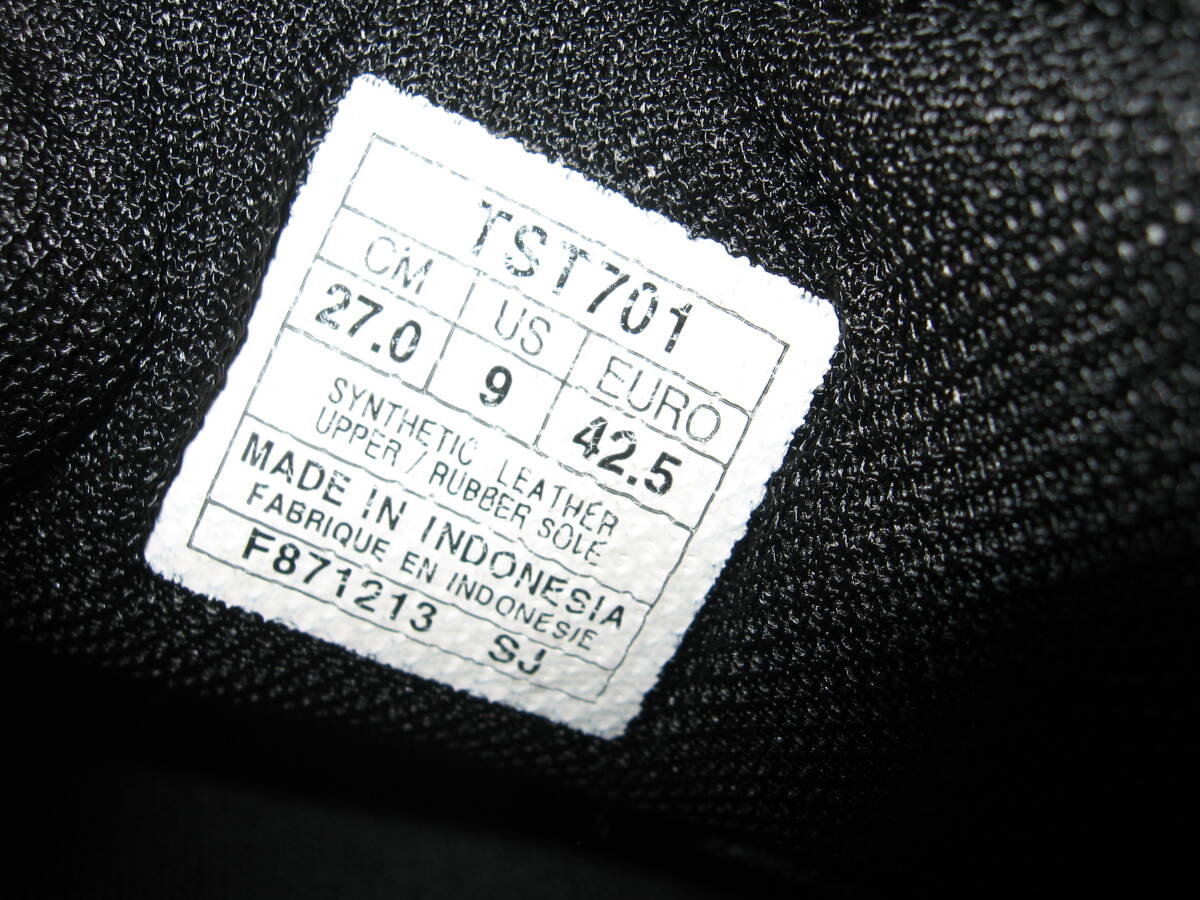 TST701
CM US EURO
27.0 9 42.5
SYNTHETIC LEATHER
UPPER / RUBBER SOLE
MADE IN INDONESIA
FABRIQUE EN INDONESIE
F871213 SJ